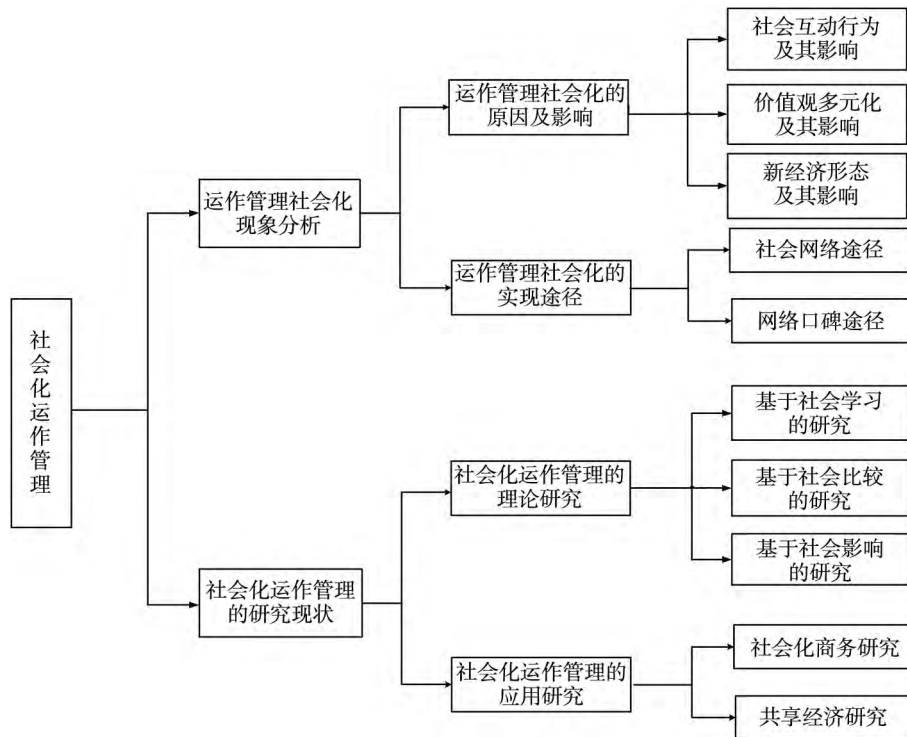 社会化运作管理
运作管理社会化
现象分析
运作管理社会化的
原因及影响
社会互动行为
及其影响
价值观多元化
及其影响
新经济形态
及其影响
运作管理社会化的
实现途径
社会网络途径
网络口碑途径
社会化运作管理
的研究现状
社会化运作管理的
理论研究
基于社会学习
的研究
基于社会比较
的研究
基于社会影响
的研究
社会化运作管理的
应用研究
社会化商务研究
共享经济研究